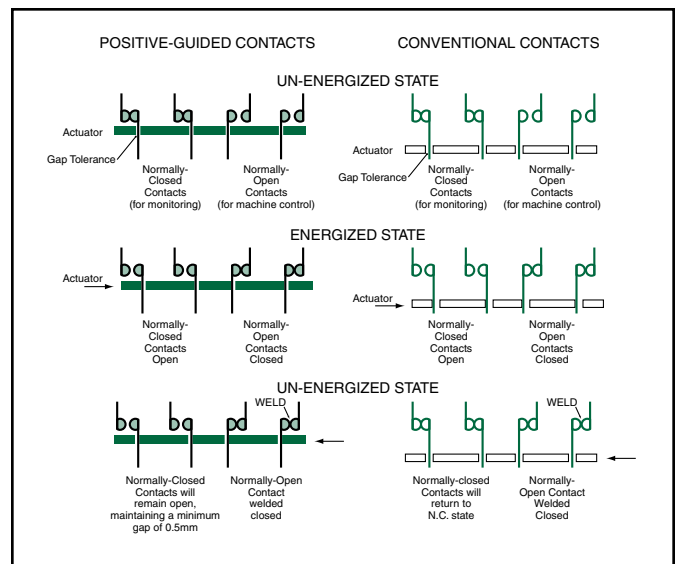 POSITIVE-GUIDED CONTACTS
CONVENTIONAL CONTACTS
UN-ENERGIZED STATE
Actuator
Gap Tolerance
Normally-
Closed
Contacts
(for monitoring)
Normally-
Open
Contacts
(for machine control)
Actuator
Gap Tolerance
Normally-
Closed
Contacts
(for monitoring)
Normally-
Open
Contacts
(for machine control)
ENERGIZED STATE
Actuator
Normally-
Closed
Contacts
Open
Normally-
Open
Contacts
Closed
Actuator
Normally-
Closed
Contacts
Open
Normally-
Open
Contacts
Closed
UN-ENERGIZED STATE
WELD
Normally-Closed
Contacts will
remain open,
maintaining a minimum
gap of 0.5mm
Normally-Open
Contact
welded
closed
WELD
Normally-closed
Contacts will
return to
N.C. state
Normally-
Open Contact
Welded
Closed